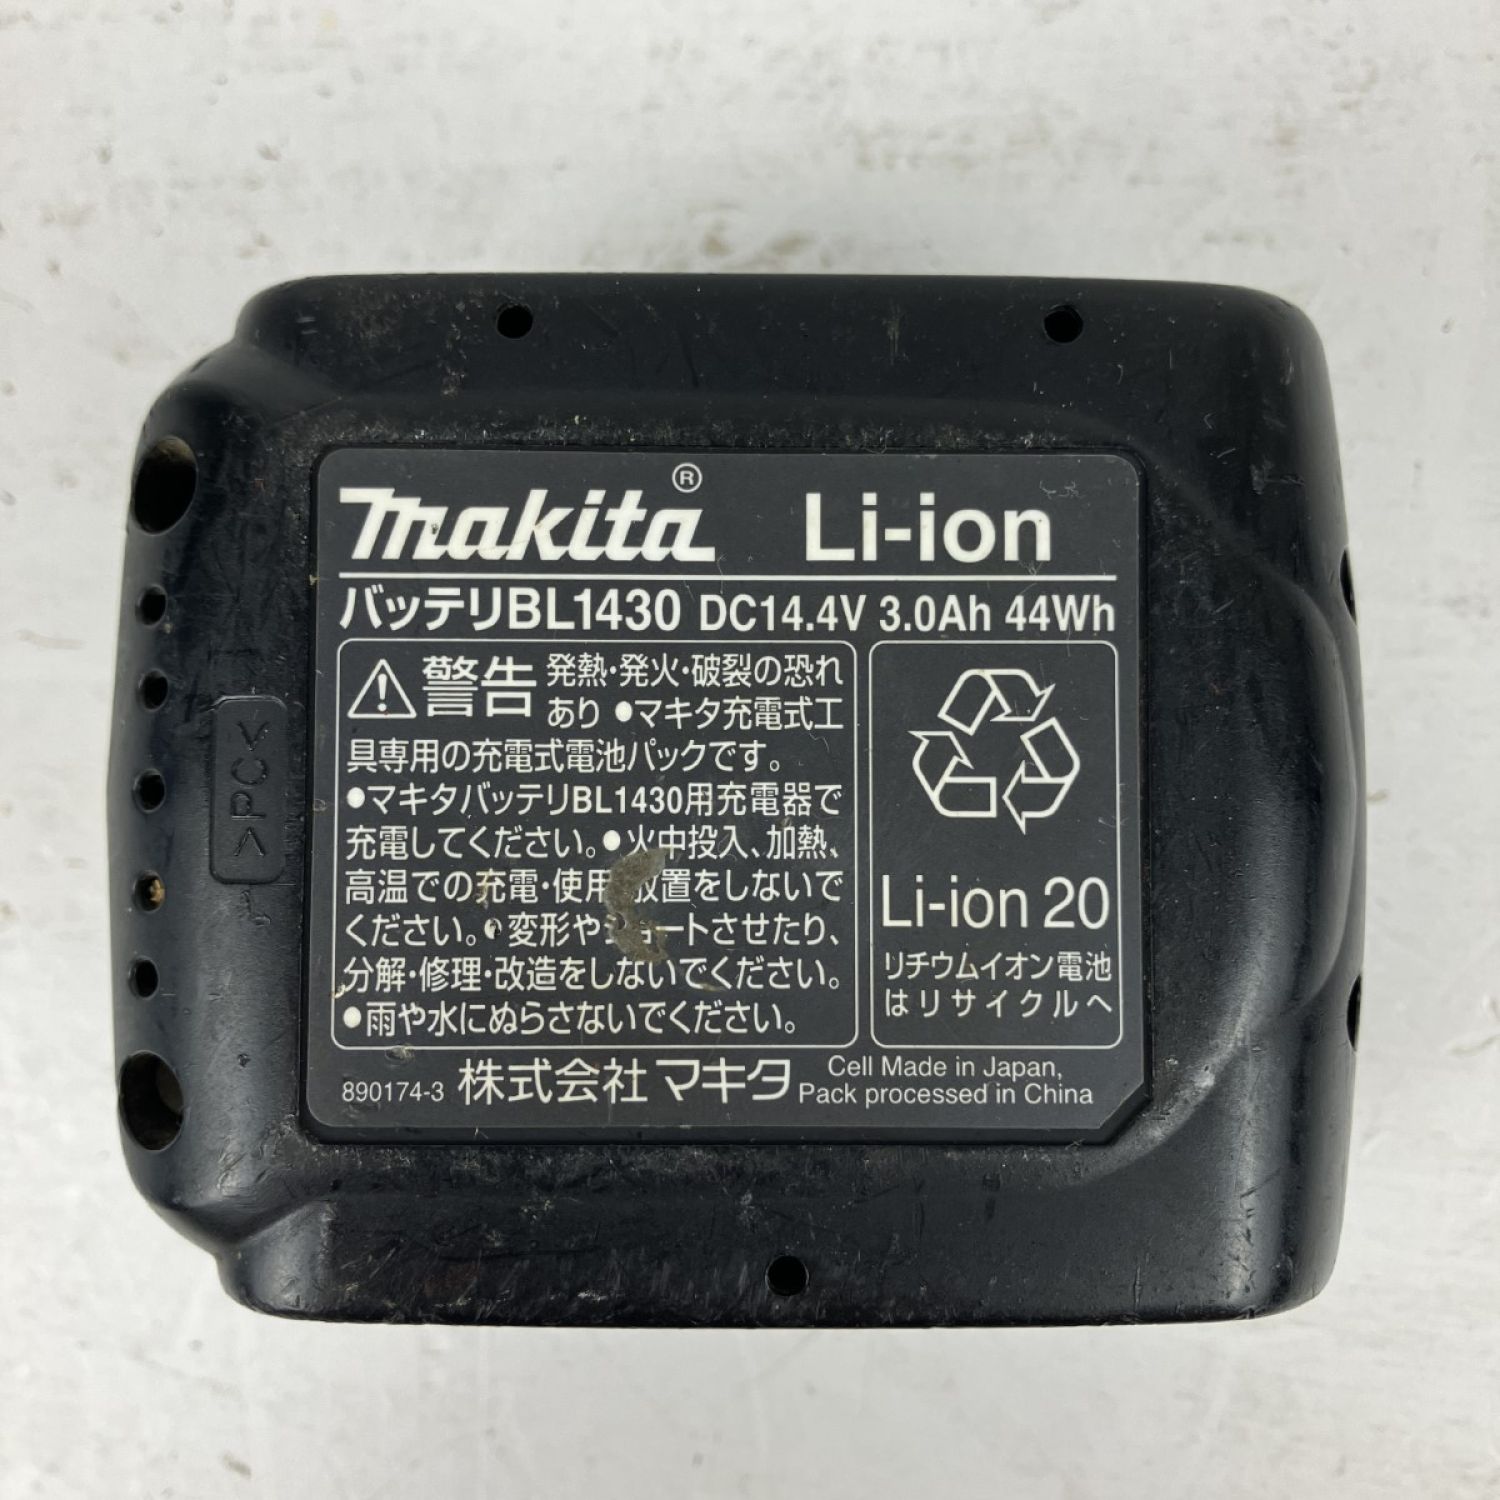 makita® Li-ion
バッテリBL1430 DC14.4V 3.0Ah 44Wh
警告 発熱・発火・破裂の恐れ
あり ●マキタ充電式工
具専用の充電式電池パックです。
●マキタバッテリBL1430用充電器で
充電してください。●火中投入、加熱、
高温での充電・使用 放置をしないで
ください。●変形やショートさせたり、
分解・修理・改造をしないでください。
●雨や水にぬらさないでください。
Li-ion 20
リチウムイオン電池
はリサイクルへ
890174-3 株式会社マキタ
Cell Made in Japan,
Pack processed in China
>PC<